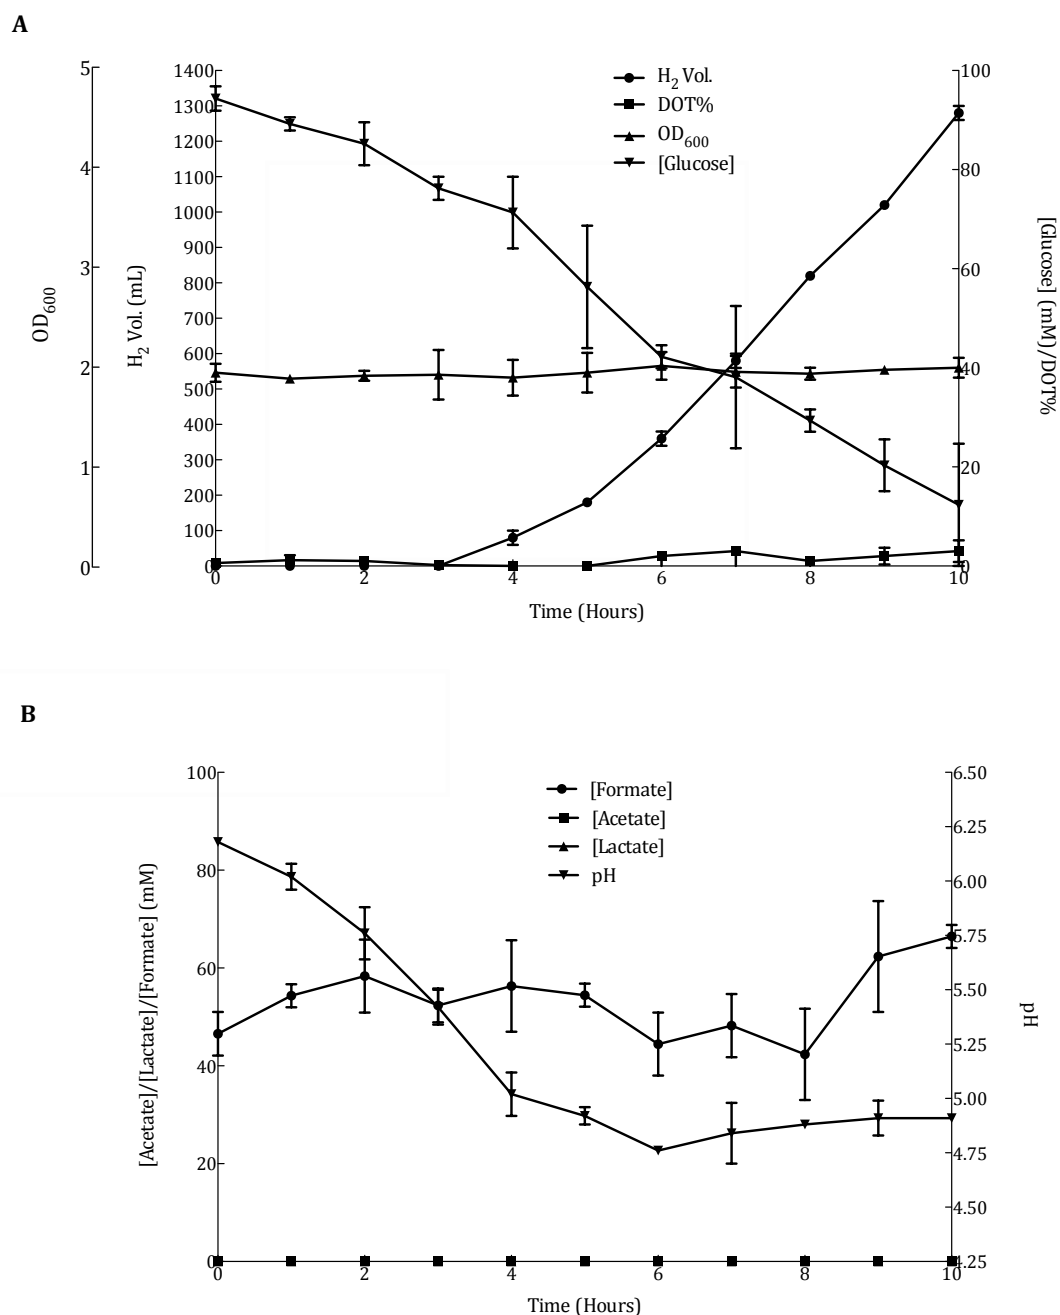 A
H2 Vol.
DOT%
OD600
[Glucose]
5
4
3
2
1
0
OD600
1400
1300
1200
1100
1000
900
800
700
600
500
400
300
200
100
0
H2 Vol. (mL)
100
80
60
40
20
0
[Glucose] (mM)/DOT%
0 2 4 6 8 10
Time (Hours)
B
[Formate]
[Acetate]
[Lactate]
pH
100
80
60
40
20
0
[Acetate]/[Lactate]/[Formate] (mM)
6.50
6.25
6.00
5.75
5.50
5.25
5.00
4.75
4.50
4.25
pH
0 2 4 6 8 10
Time (Hours)